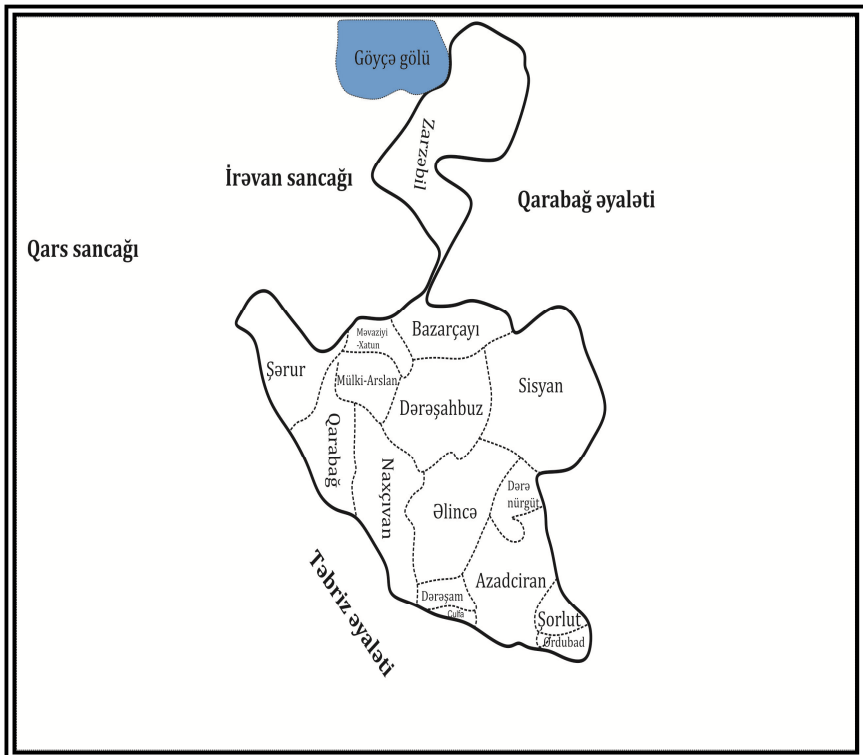 Göyçə gölü
Zarzəbil
İrəvan sancağı
Qarabağ əyaləti
Qars sancağı
Məvaziyi
-Xatun
Bazarçayı
Şərur
Mülki-Arslan
Sisyan
Dərəşahbuz
Qarabağ
Naxçıvan
Dərə
nürgüt
Əlincə
Azadciran
Dərəşam
Culfa
Şorlut
Ordubad
Təbriz əyaləti